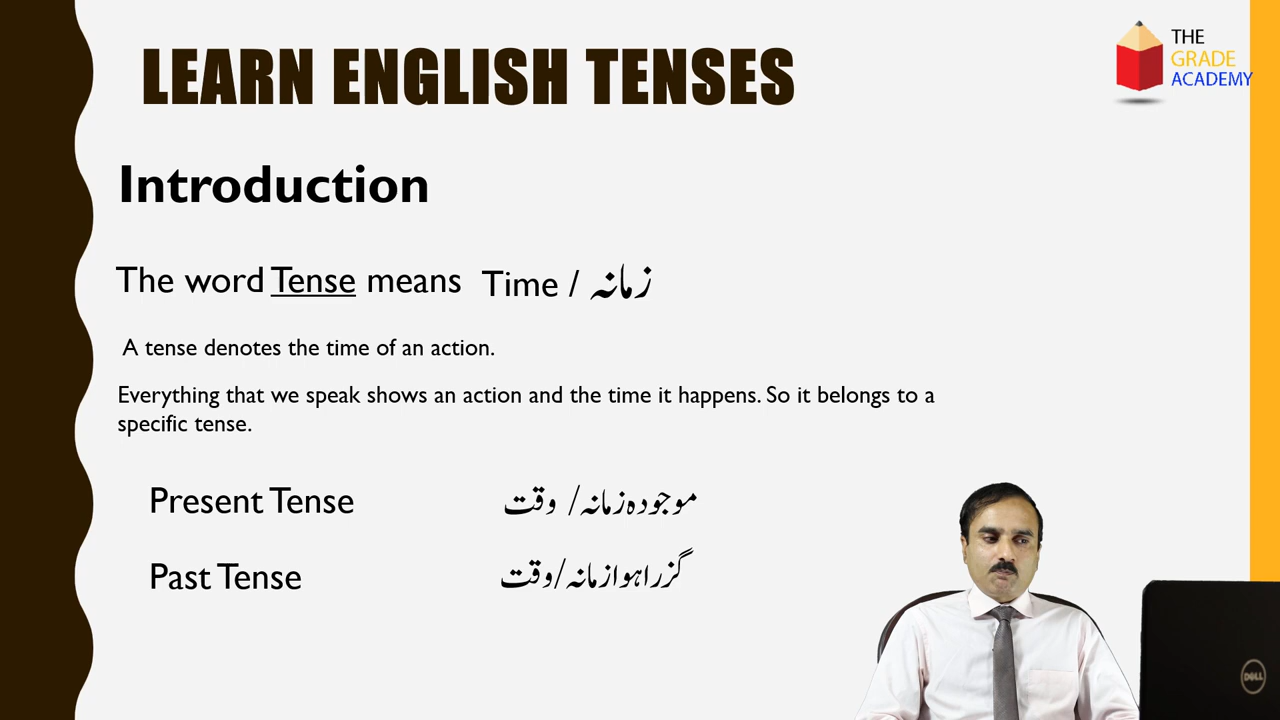 LEARN ENGLISH TENSES
THE
GRADE
ACADEMY
Introduction
The word Tense means Time / زمانہ
A tense denotes the time of an action.
Everything that we speak shows an action and the time it happens. So it belongs to a
specific tense.
Present Tense موجودہ زمانہ/ وقت
Past Tense گزرا ہوا زمانہ/وقت
DELL